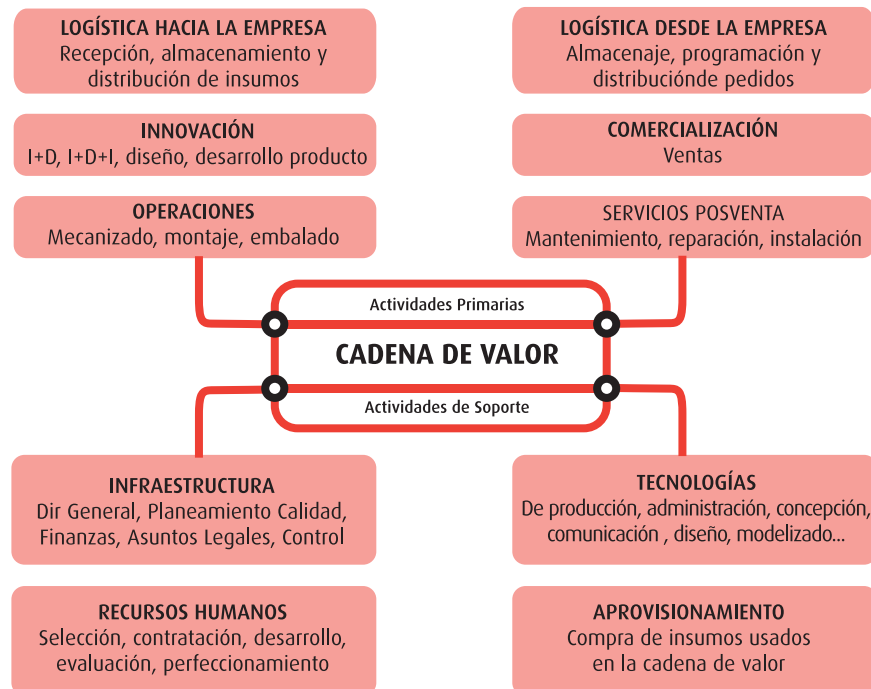 LOGÍSTICA HACIA LA EMPRESA
Recepción, almacenamiento y
distribución de insumos
LOGÍSTICA DESDE LA EMPRESA
Almacenaje, programación y
distribuciónde pedidos
INNOVACIÓN
I+D, I+D+I, diseño, desarrollo producto
COMERCIALIZACIÓN
Ventas
OPERACIONES
Mecanizado, montaje, embalado
SERVICIOS POSVENTA
Mantenimiento, reparación, instalación
Actividades Primarias
CADENA DE VALOR
Actividades de Soporte
INFRAESTRUCTURA
Dir General, Planeamiento Calidad,
Finanzas, Asuntos Legales, Control
TECNOLOGÍAS
De producción, administración, concepción,
comunicación , diseño, modelizado...
RECURSOS HUMANOS
Selección, contratación, desarrollo,
evaluación, perfeccionamiento
APROVISIONAMIENTO
Compra de insumos usados
en la cadena de valor